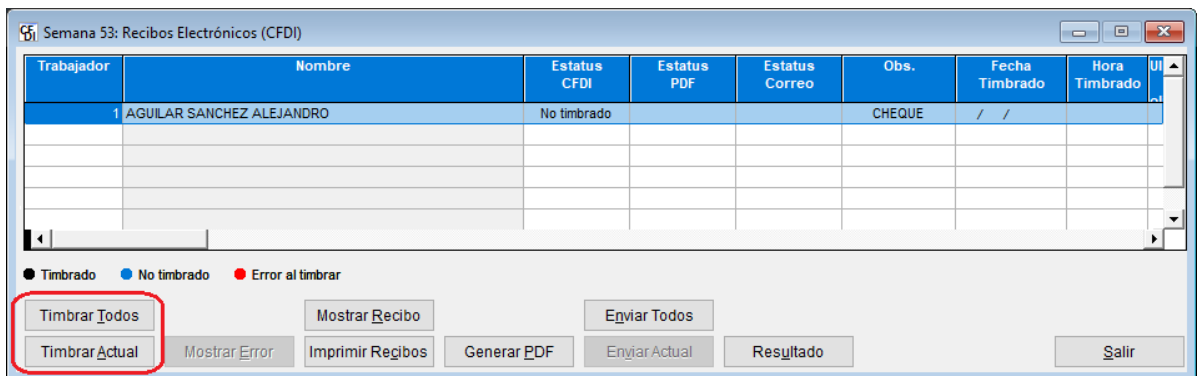 CFDI Semana 53: Recibos Electrónicos (CFDI)
Trabajador Nombre Estatus CFDI Estatus PDF Estatus Correo Obs. Fecha Timbrado Hora Timbrado Ul
1 AGUILAR SANCHEZ ALEJANDRO No timbrado CHEQUE / /
Timbrado No timbrado Error al timbrar
Timbrar Todos Mostrar Recibo Enviar Todos
Timbrar Actual Mostrar Error Imprimir Recibos Generar PDF Enviar Actual Resultado Salir